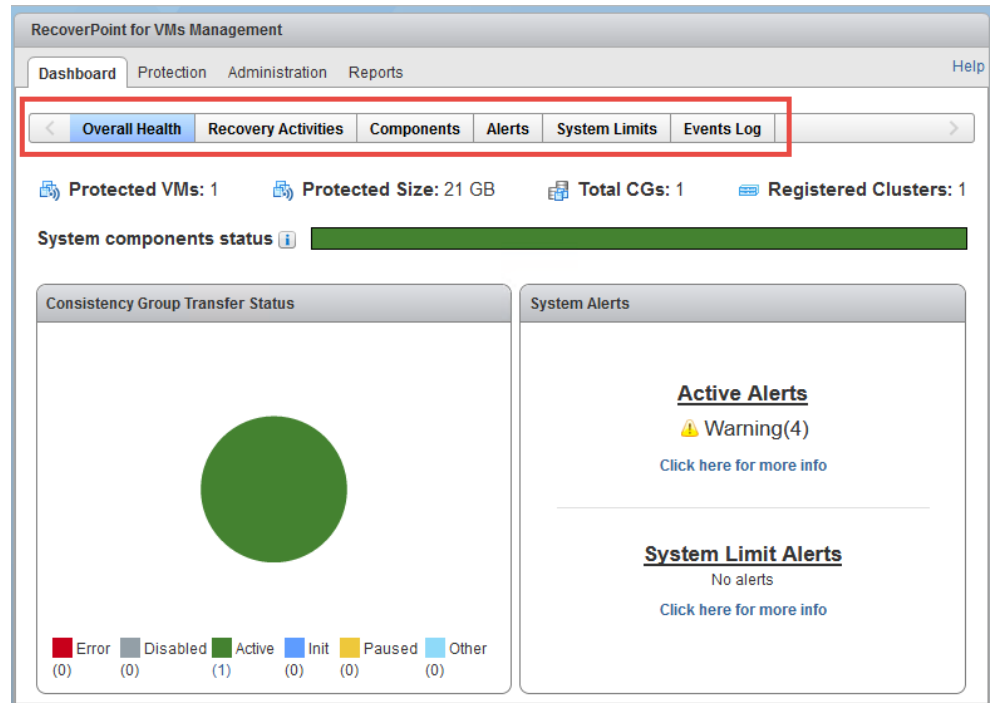 RecoverPoint for VMs Management
Dashboard Protection Administration Reports Help
Overall Health Recovery Activities Components Alerts System Limits Events Log
Protected VMs: 1 Protected Size: 21 GB Total CGs: 1 Registered Clusters: 1
System components status
Consistency Group Transfer Status
Error Disabled Active Init Paused Other
(0) (0) (1) (0) (0) (0)
System Alerts
Active Alerts
Warning(4)
Click here for more info
System Limit Alerts
No alerts
Click here for more info